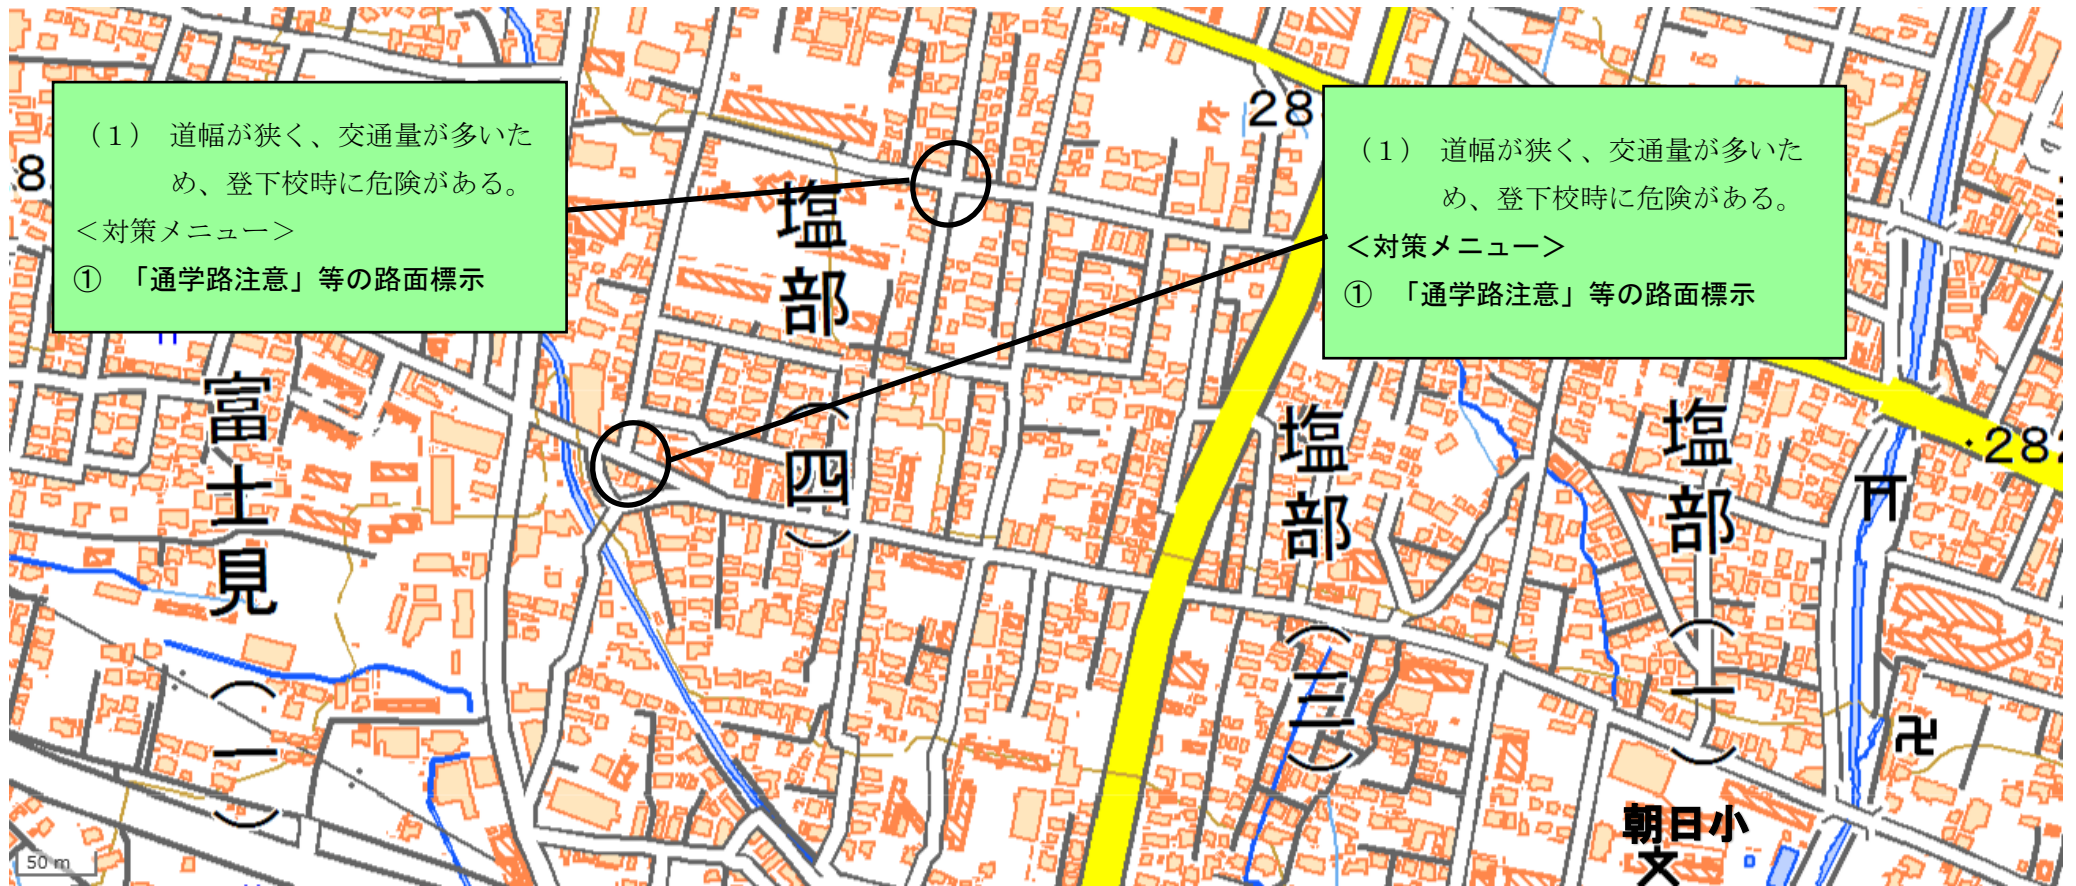 （１） 道幅が狭く、交通量が多いた
め、登下校時に危険がある。
＜対策メニュー＞
① 「通学路注意」等の路面標示
（１） 道幅が狭く、交通量が多いた
め、登下校時に危険がある。
＜対策メニュー＞
① 「通学路注意」等の路面標示
8
28
282
塩部（四）
富士見（一）
塩部（三）
塩部（一）
朝日小
文
50 m